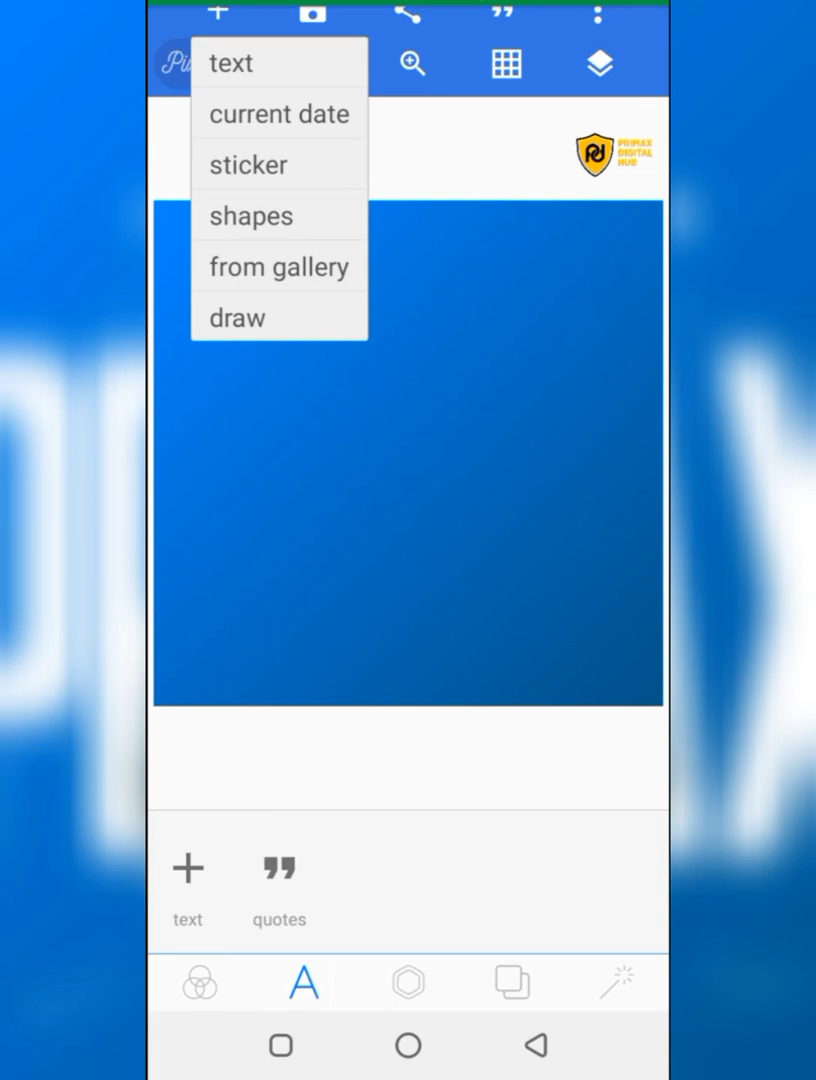 text
current date
sticker
shapes
from gallery
draw
PRIMAX
DIGITAL
HUB
text
quotes